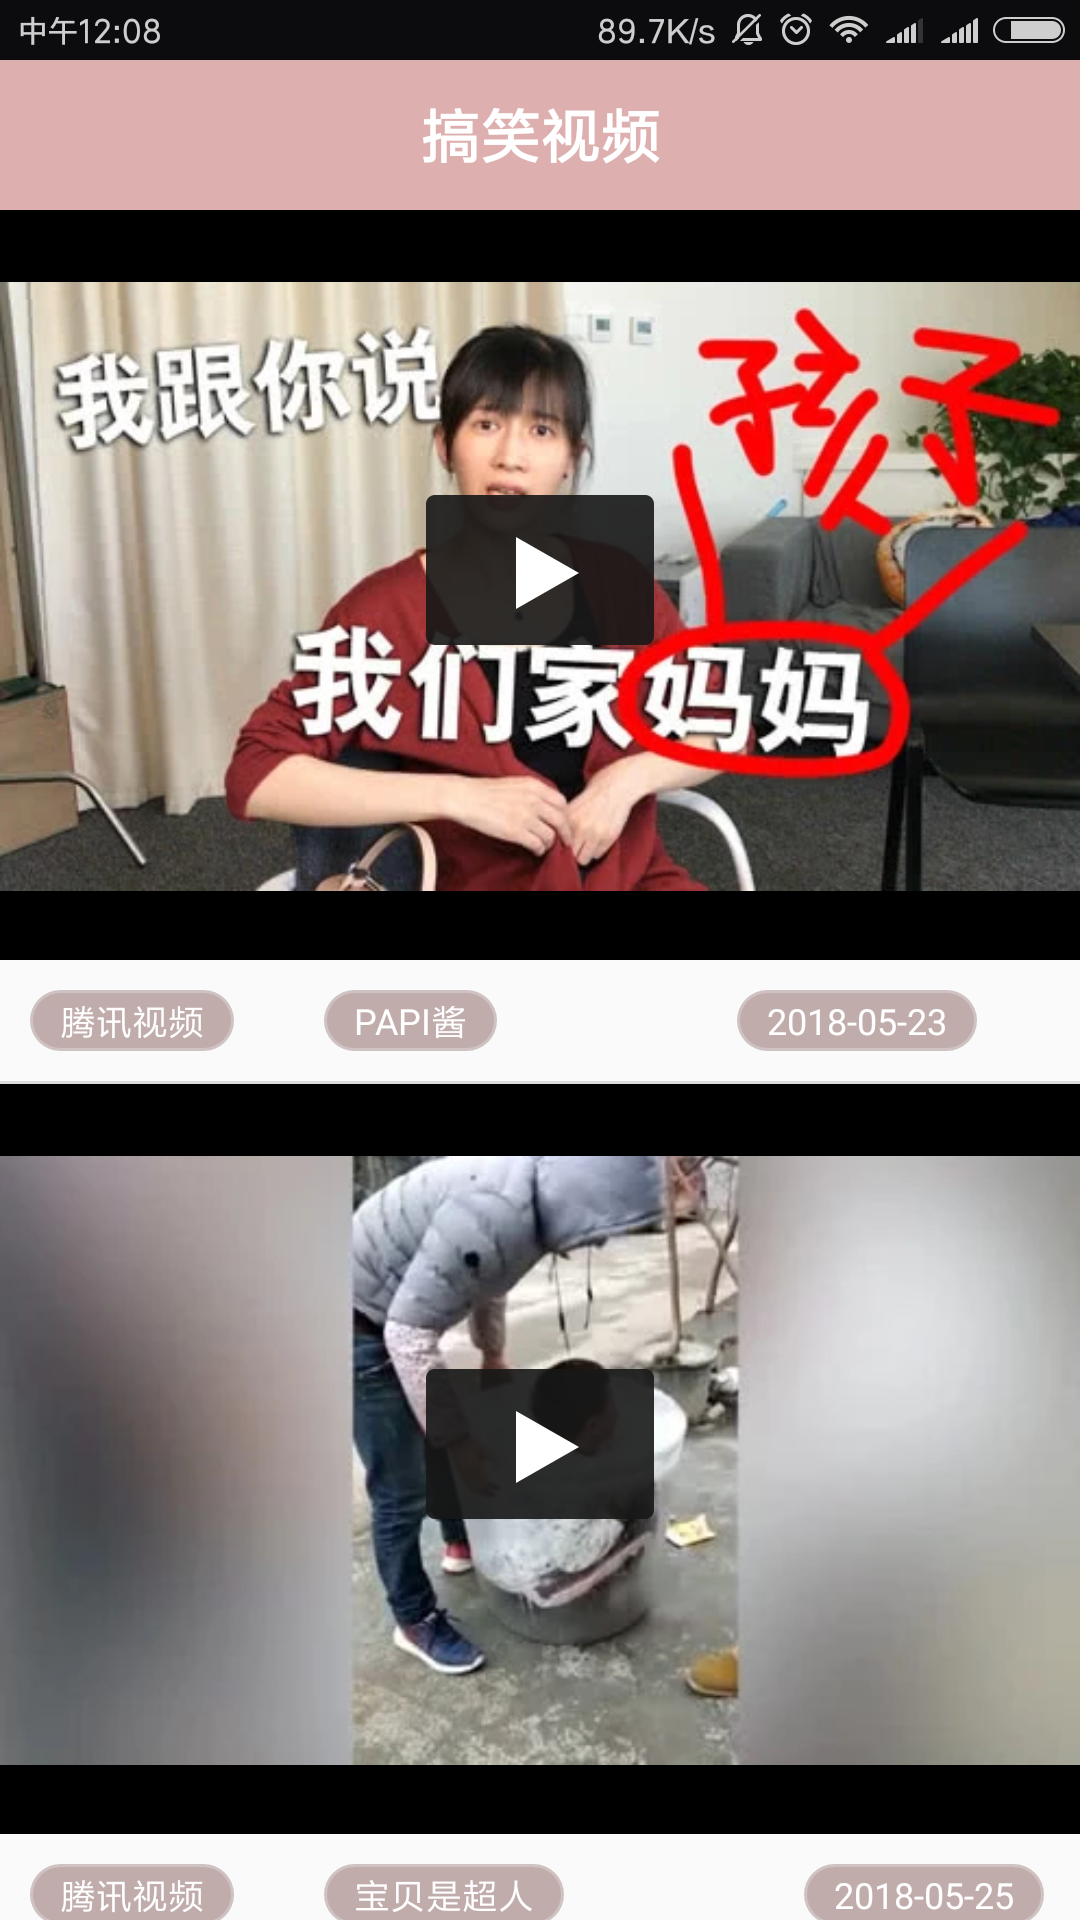 中午12:08 89.7K/s
搞笑视频
我跟你说
孩子
我们家妈妈
腾讯视频 PAPI酱 2018-05-23
腾讯视频 宝贝是超人 2018-05-25